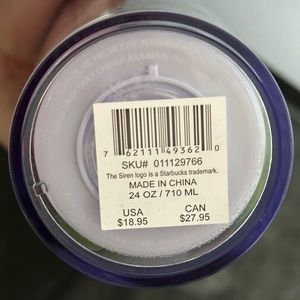 7 62111 49362 0
SKU# 011129766
The Siren logo is a Starbucks trademark.
MADE IN CHINA
24 OZ / 710 ML
USA CAN
$18.95 $27.95